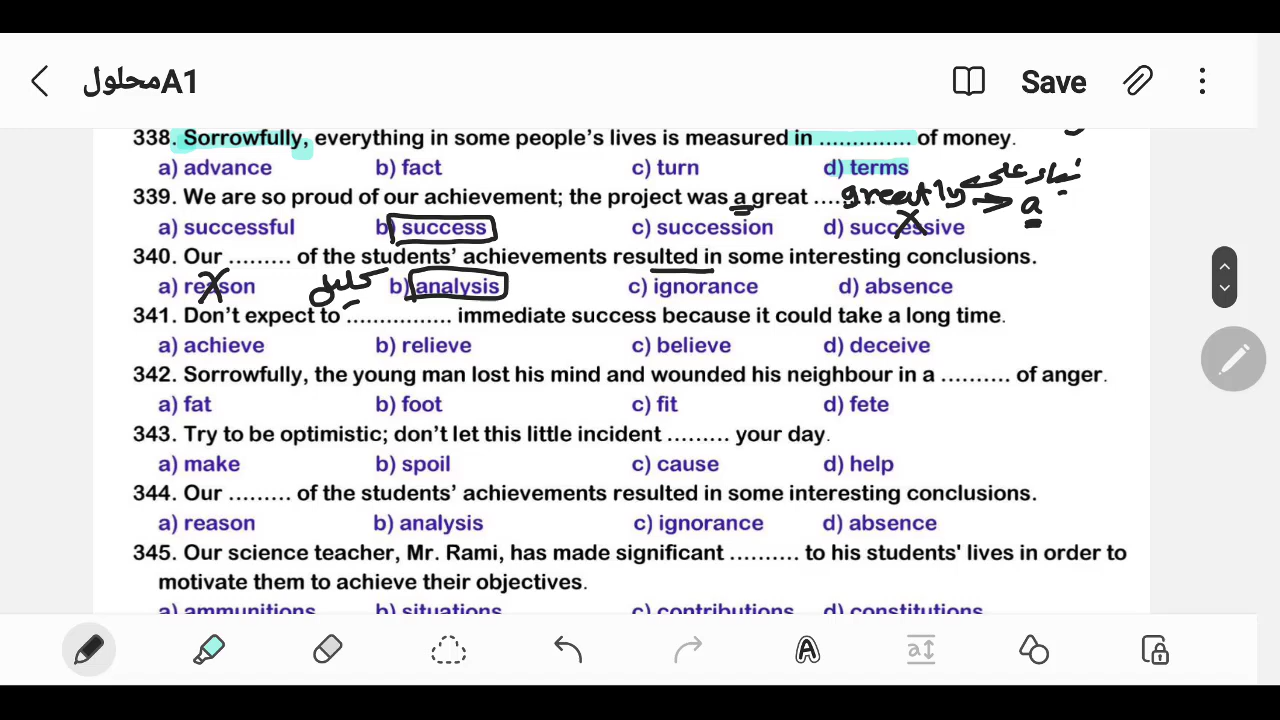 محلول A1
Save
338. Sorrowfully, everything in some people's lives is measured in .............. of money.
a) advance b) fact c) turn d) terms
339. We are so proud of our achievement; the project was a great .... greatly → a
a) successful b) success c) succession d) successive
340. Our ......... of the students' achievements resulted in some interesting conclusions.
a) reason b) analysis c) ignorance d) absence
341. Don't expect to ................ immediate success because it could take a long time.
a) achieve b) relieve c) believe d) deceive
342. Sorrowfully, the young man lost his mind and wounded his neighbour in a .......... of anger.
a) fat b) foot c) fit d) fete
343. Try to be optimistic; don't let this little incident ......... your day.
a) make b) spoil c) cause d) help
344. Our ......... of the students' achievements resulted in some interesting conclusions.
a) reason b) analysis c) ignorance d) absence
345. Our science teacher, Mr. Rami, has made significant .......... to his students' lives in order to
motivate them to achieve their objectives.
a) ammunitions b) situations c) contributions d) constitutions